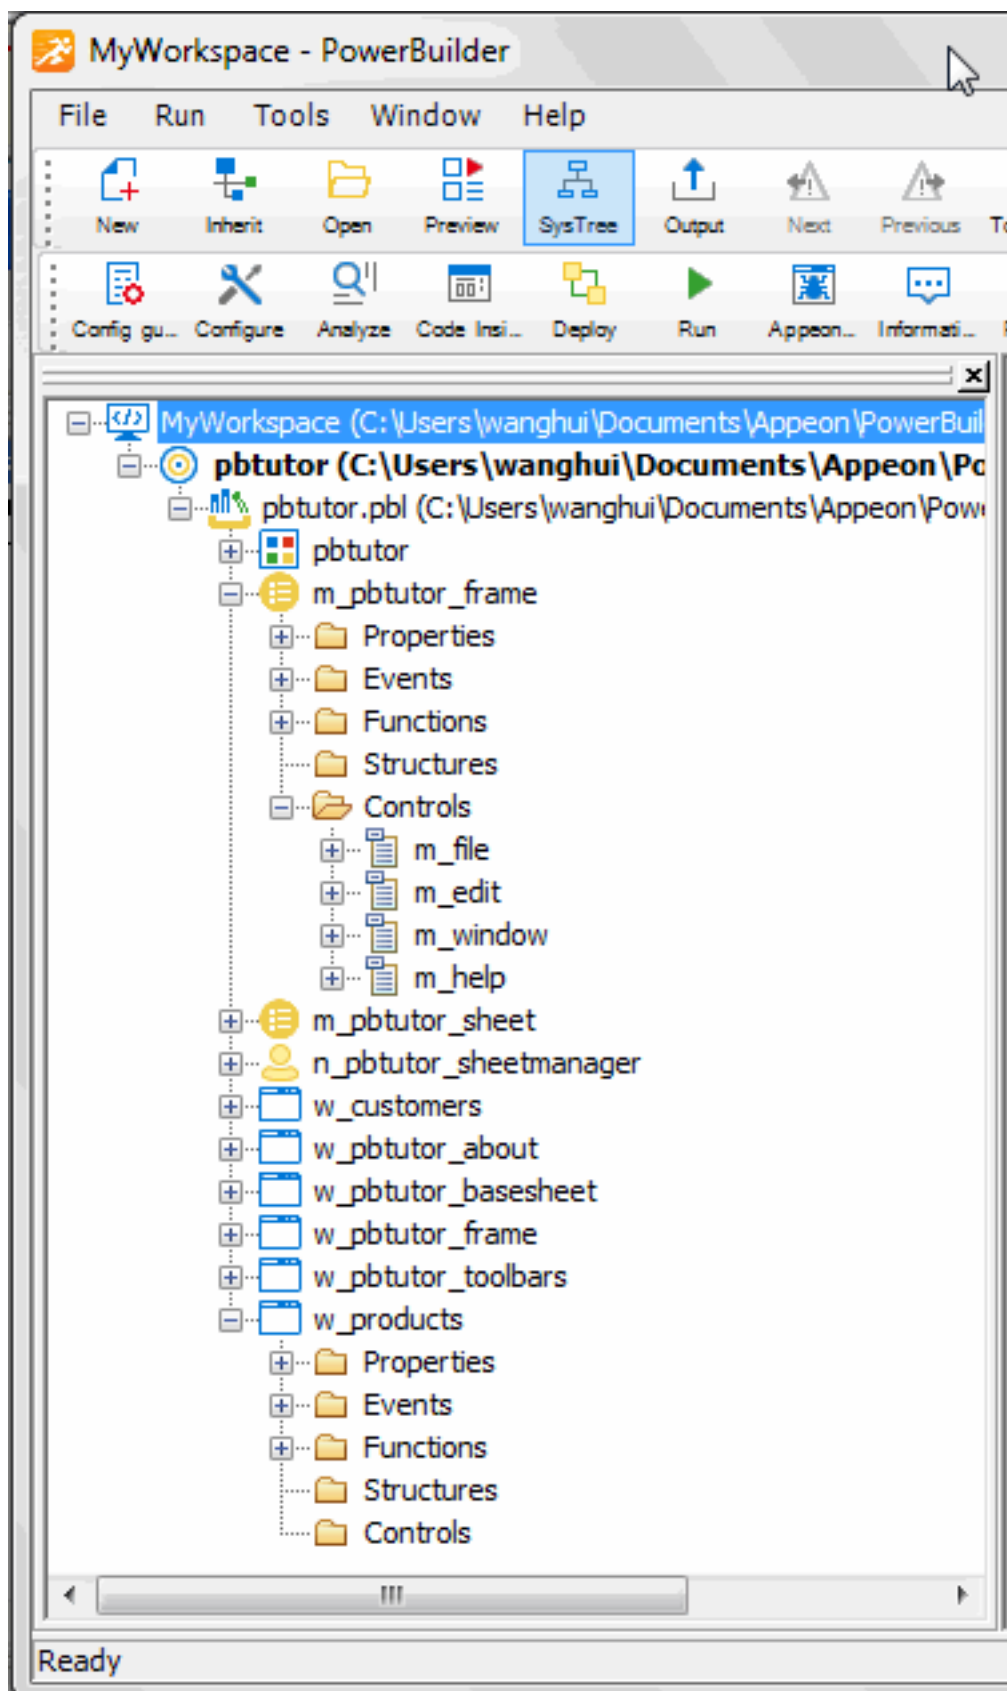 MyWorkspace - PowerBuilder
File Run Tools Window Help
New Inherit Open Preview SysTree Output Next Previous
Config gu... Configure Analyze Code Insi... Deploy Run Appeon... Informati...
MyWorkspace (C:\Users\wanghui\Documents\Appeon\PowerBuil
pbtutor (C:\Users\wanghui\Documents\Appeon\Po
pbtutor.pbl (C:\Users\wanghui\Documents\Appeon\Pow
pbtutor
m_pbtutor_frame
Properties
Events
Functions
Structures
Controls
m_file
m_edit
m_window
m_help
m_pbtutor_sheet
n_pbtutor_sheetmanager
w_customers
w_pbtutor_about
w_pbtutor_basesheet
w_pbtutor_frame
w_pbtutor_toolbars
w_products
Properties
Events
Functions
Structures
Controls
Ready